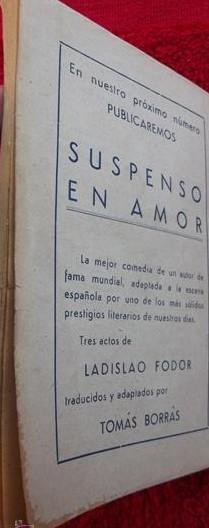 En nuestro próximo número
PUBLICAREMOS
SUSPENSO
EN AMOR
La mejor comedia de un autor de
fama mundial, adaptada a la escena
española por uno de los más sólidos
prestigios literarios de nuestros días.
Tres actos de
LADISLAO FODOR
traducidos y adaptados por
TOMÁS BORRÁS